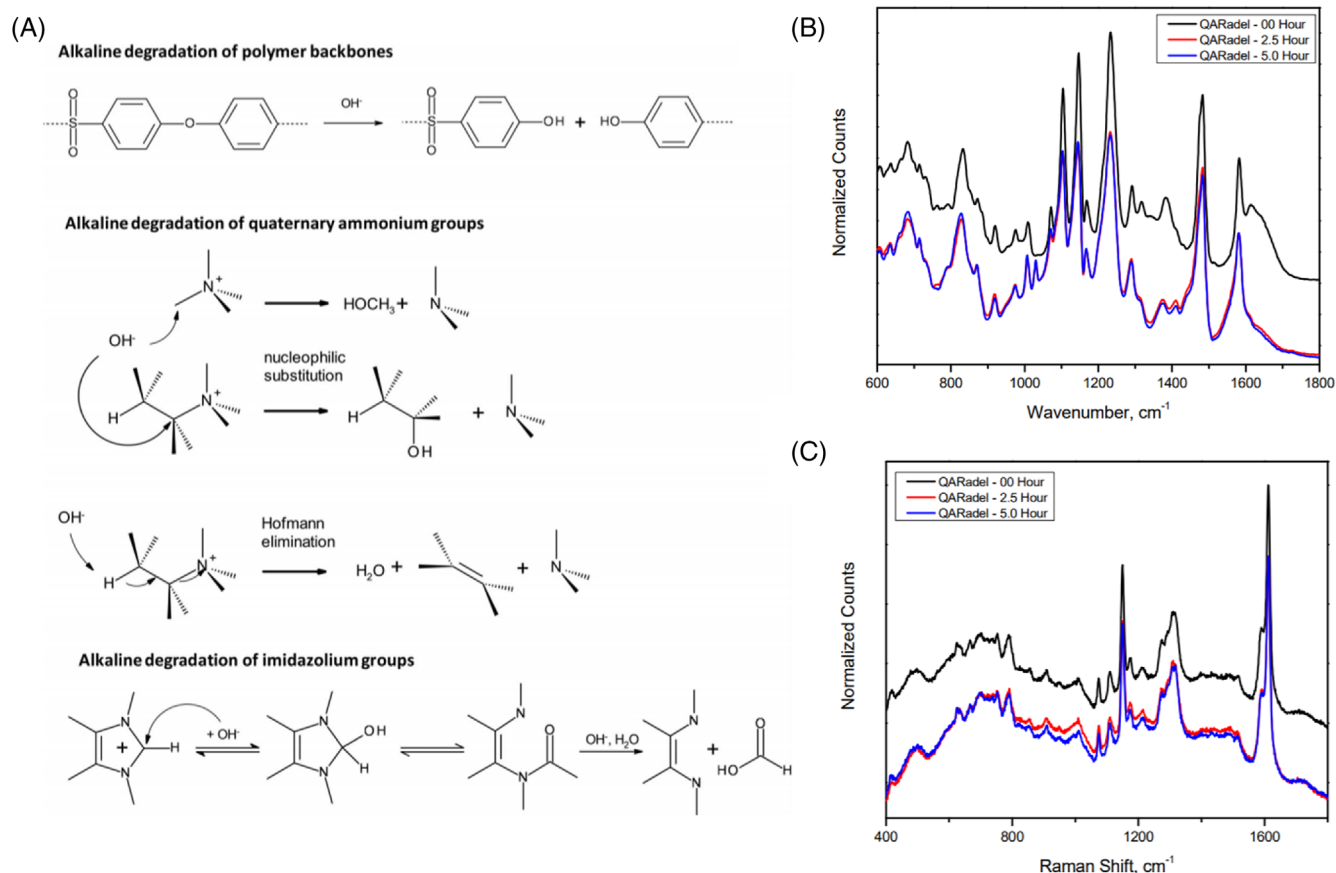 (A)
Alkaline degradation of polymer backbones
O
S
O
O
OH-
O
S
O
OH
+
HO
Alkaline degradation of quaternary ammonium groups
N+
HOCH3 +
N
OH-
nucleophilic
substitution
H
N+
H
OH
+
N
OH-
Hofmann
elimination
H
N+
H2O +
+
N
Alkaline degradation of imidazolium groups
N
+
H
N
+ OH-
N
OH
H
N
N
O
N
OH-, H2O
N
N
+
O
HO
H
(B)
Normalized Counts
QARadel - 00 Hour
QARadel - 2.5 Hour
QARadel - 5.0 Hour
600 800 1000 1200 1400 1600 1800
Wavenumber, cm-1
(C)
Normalized Counts
QARadel - 00 Hour
QARadel - 2.5 Hour
QARadel - 5.0 Hour
400 800 1200 1600
Raman Shift, cm-1